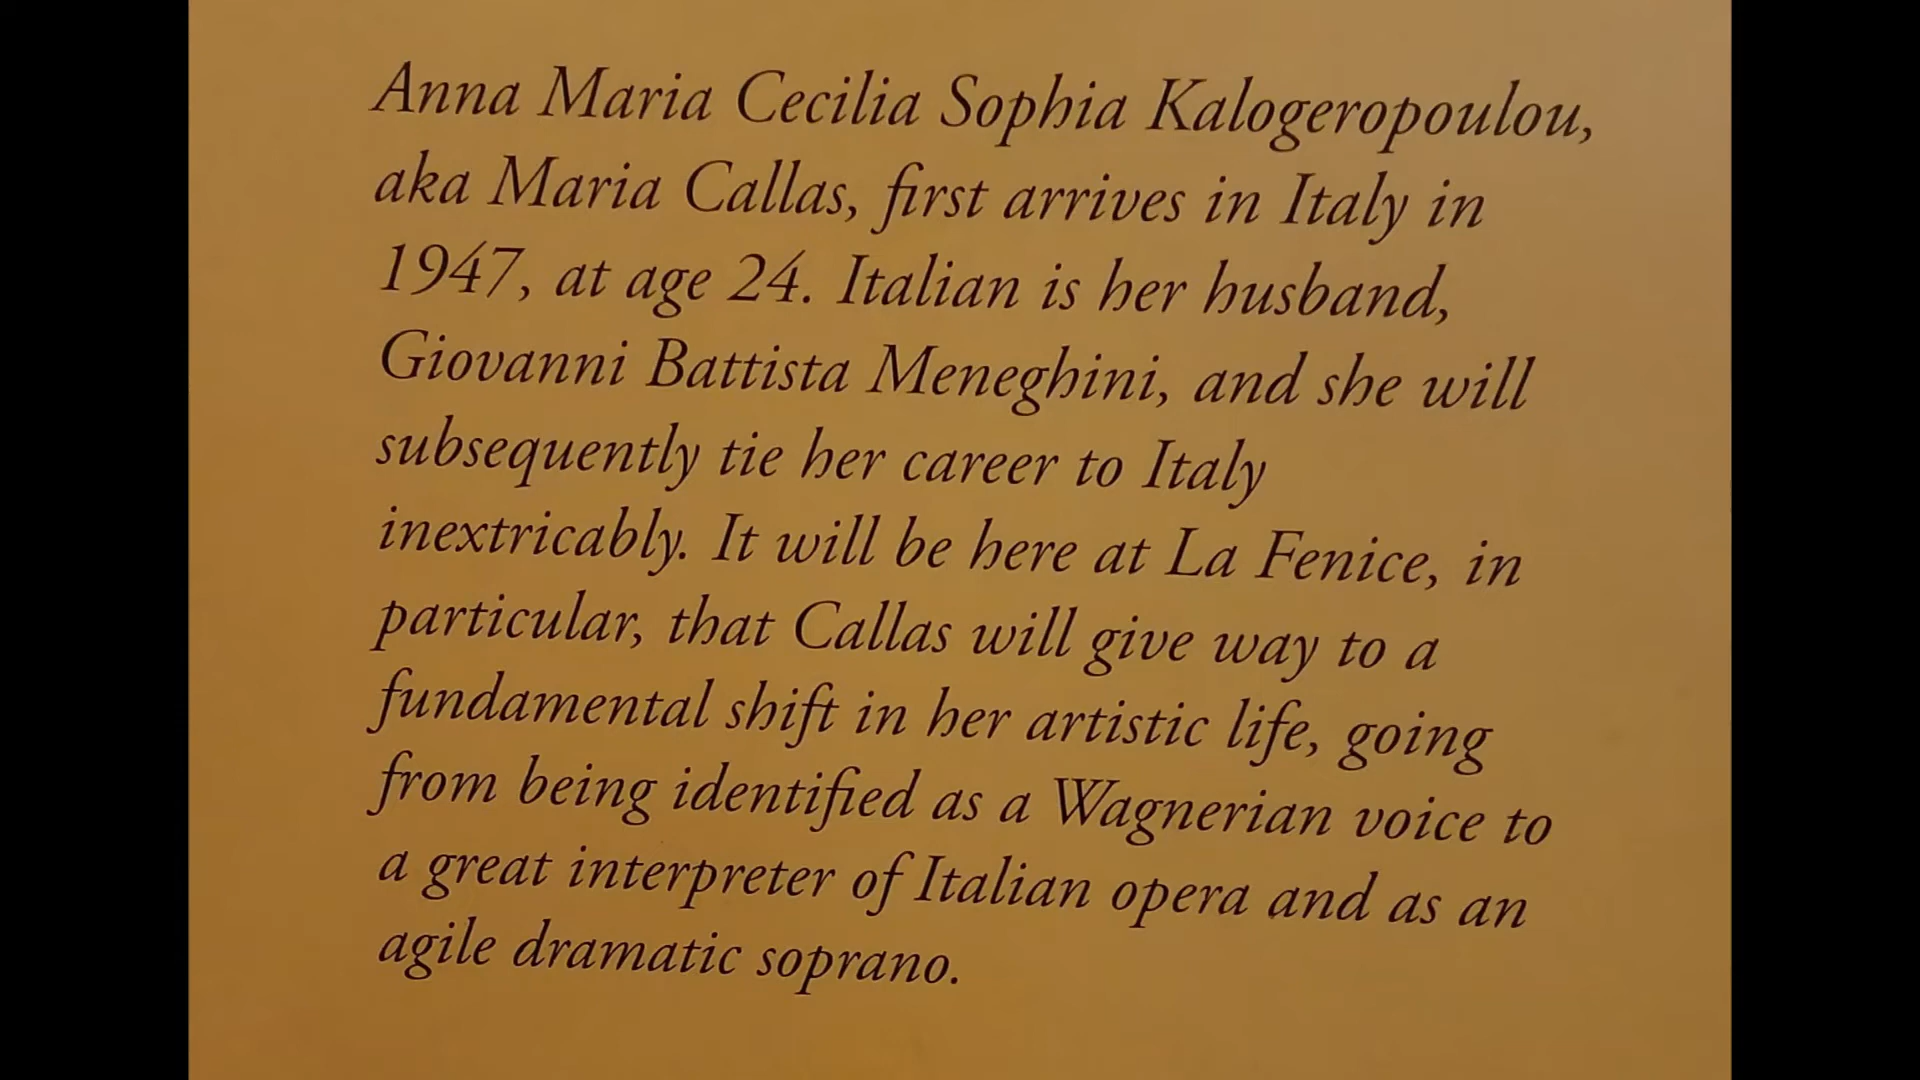 Anna Maria Cecilia Sophia Kalogeropoulou,
aka Maria Callas, first arrives in Italy in
1947, at age 24. Italian is her husband,
Giovanni Battista Meneghini, and she will
subsequently tie her career to Italy
inextricably. It will be here at La Fenice, in
particular, that Callas will give way to a
fundamental shift in her artistic life, going
from being identified as a Wagnerian voice to
a great interpreter of Italian opera and as an
agile dramatic soprano.